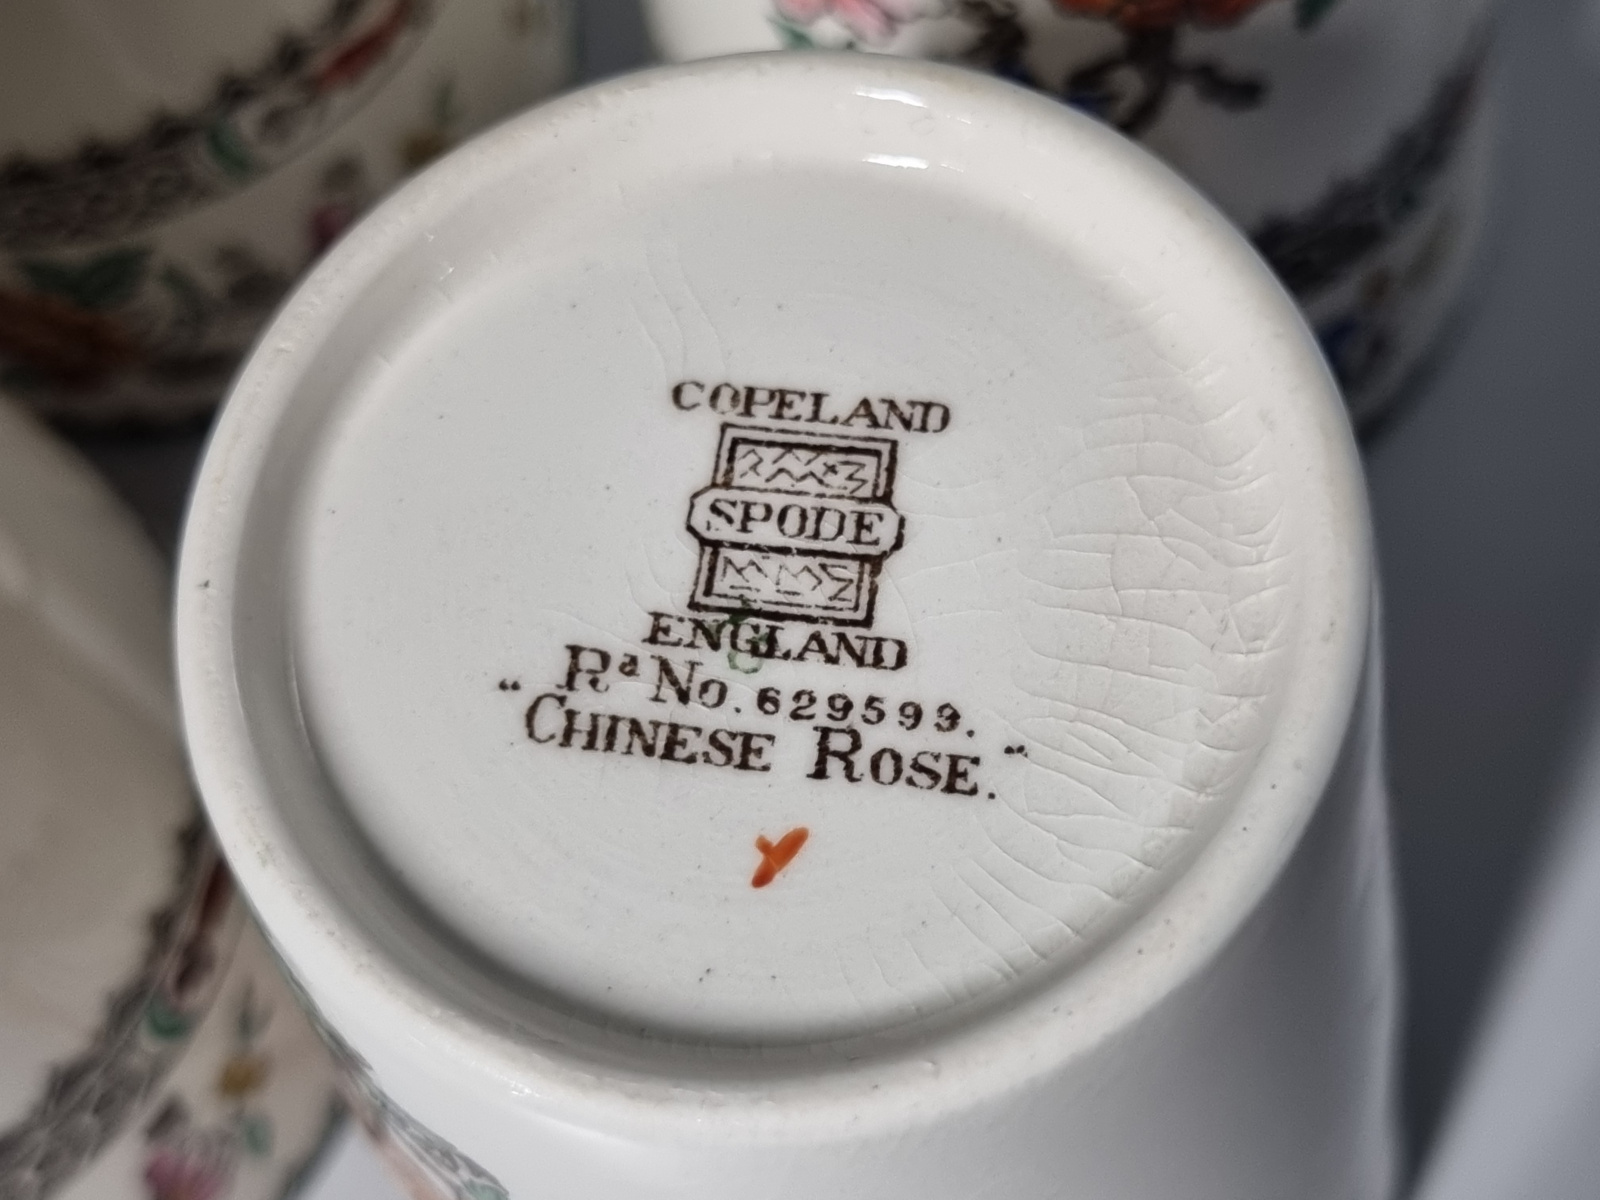 COPELAND
SPODE
ENGLAND
Rd No. 629599.
"CHINESE ROSE."